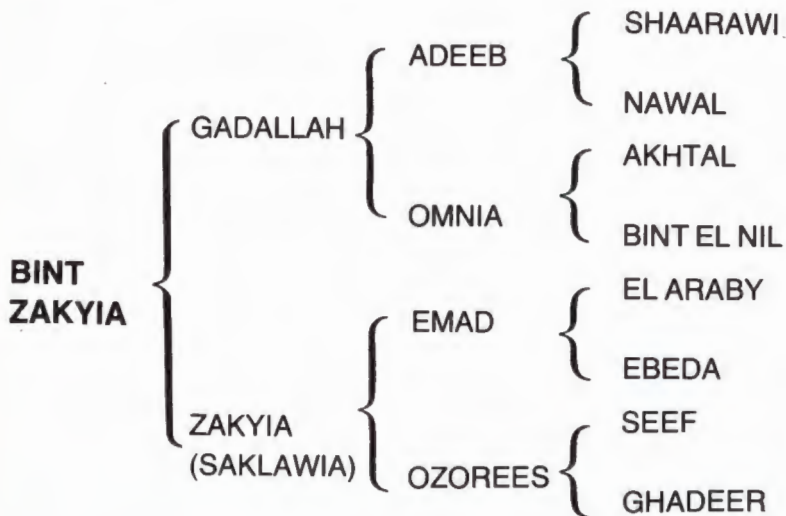 SHAARAWI
ADEEB
NAWAL
GADALLAH
AKHTAL
OMNIA
BINT EL NIL
BINT
ZAKYIA
EL ARABY
EMAD
EBEDA
ZAKYIA
(SAKLAWIA)
SEEF
OZOREES
GHADEER